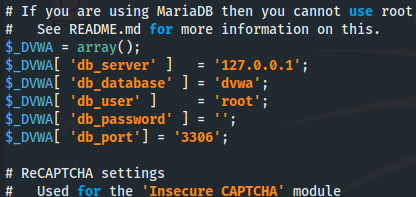 # If you are using MariaDB then you cannot use root
#   See README.md for more information on this.
$_DVWA = array();
$_DVWA[ 'db_server' ]   = '127.0.0.1';
$_DVWA[ 'db_database' ] = 'dvwa';
$_DVWA[ 'db_user' ]     = 'root';
$_DVWA[ 'db_password' ] = '';
$_DVWA[ 'db_port'] = '3306';

# ReCAPTCHA settings
#   Used for the 'Insecure CAPTCHA' module